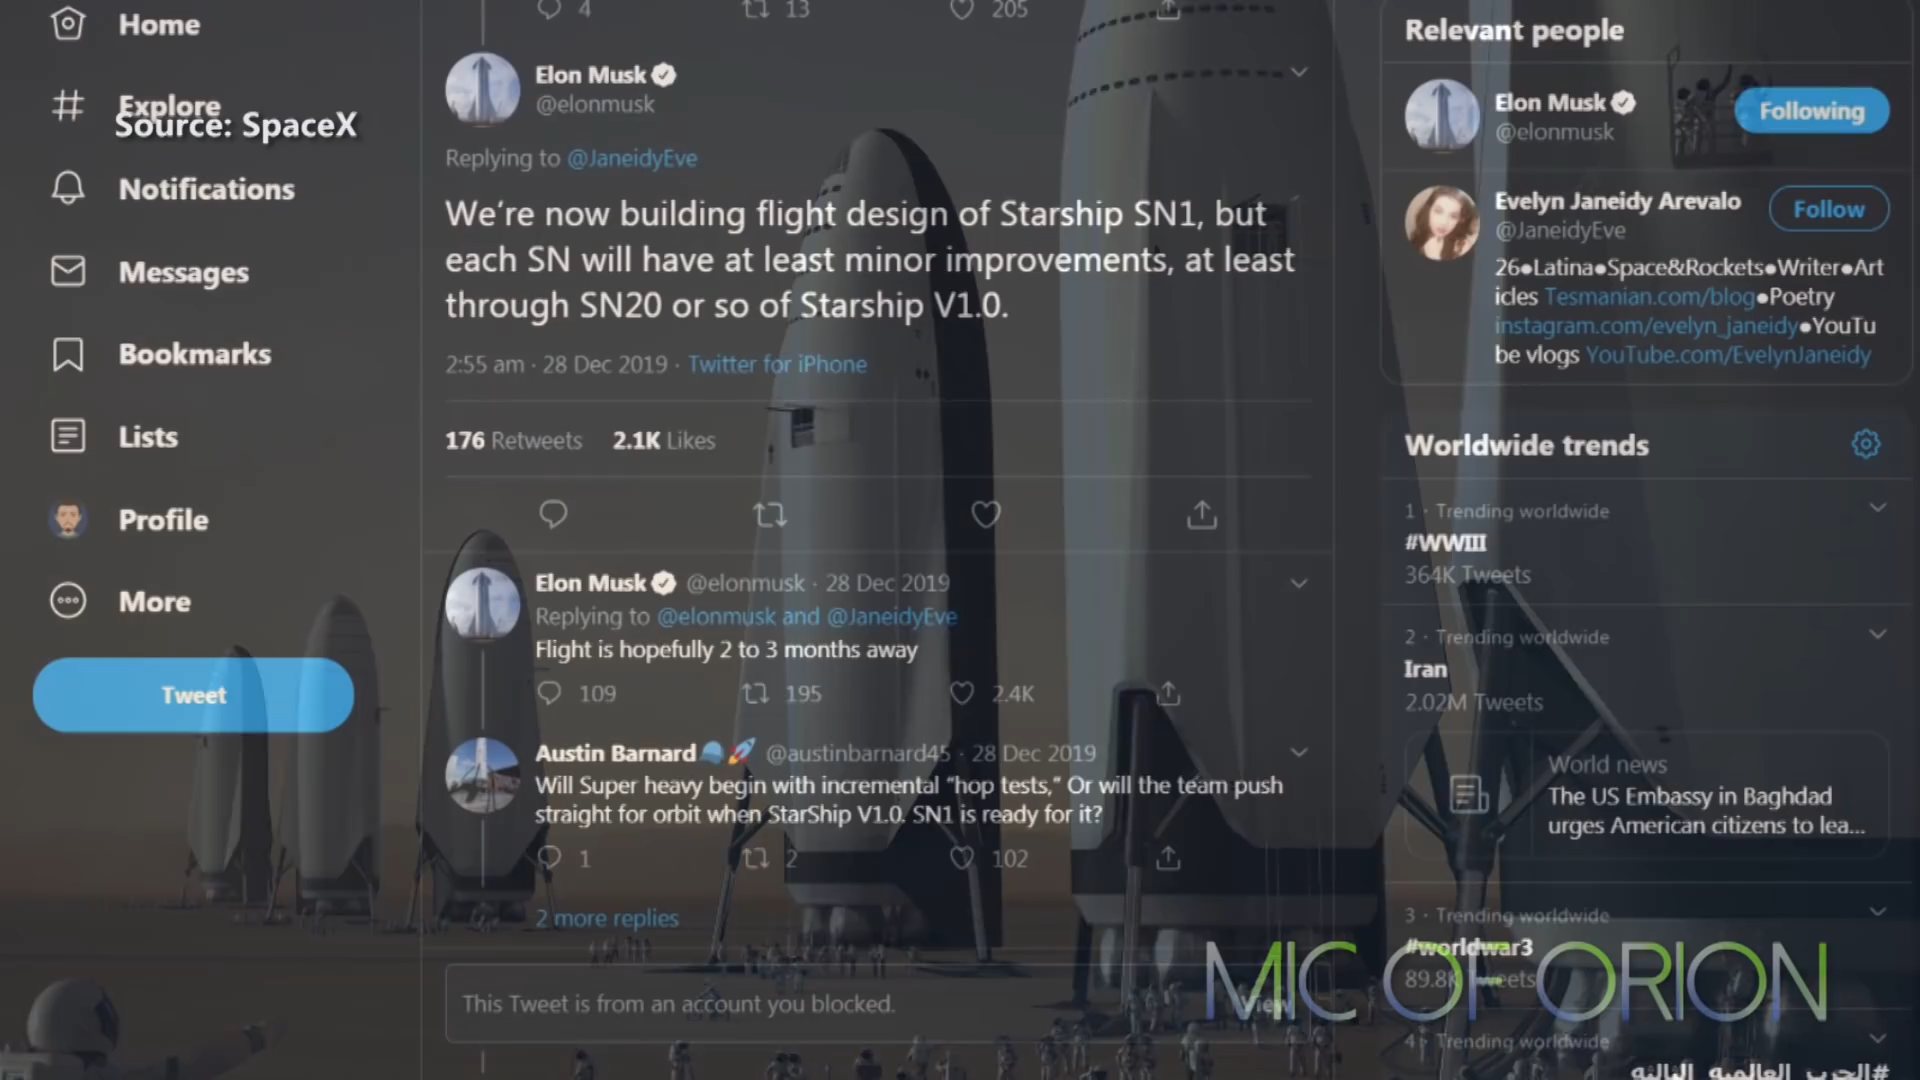 Home
Explore
Source: SpaceX
Notifications
Messages
Bookmarks
Lists
Profile
More
Tweet
4 13 205
Elon Musk
@elonmusk
Replying to @JaneidyEve
We're now building flight design of Starship SN1, but
each SN will have at least minor improvements, at least
through SN20 or so of Starship V1.0.
2:55 am · 28 Dec 2019 · Twitter for iPhone
176 Retweets 2.1K Likes
Elon Musk @elonmusk · 28 Dec 2019
Replying to @elonmusk and @JaneidyEve
Flight is hopefully 2 to 3 months away
109 195 2.4K
Austin Barnard @austinbarnard45 · 28 Dec 2019
Will Super heavy begin with incremental “hop tests,“ Or will the team push
straight for orbit when StarShip V1.0. SN1 is ready for it?
1 2 102
2 more replies
This Tweet is from an account you blocked.
View
Relevant people
Elon Musk
@elonmusk
Following
Evelyn Janeidy Arevalo
@JaneidyEve
Follow
26●Latina●Space&Rockets●Writer●Art
icles Tesmanian.com/blog●Poetry
instagram.com/evelyn_janeidy●YouTu
be vlogs YouTube.com/EvelynJaneidy
Worldwide trends
1 · Trending worldwide
#WWIII
364K Tweets
2 · Trending worldwide
Iran
2.02M Tweets
World news
The US Embassy in Baghdad
urges American citizens to lea...
3 · Trending worldwide
#worldwar3
89.8K Tweets
MIC OF ORION
4 · Trending worldwide
#الحرب_العالمية_الثالثه